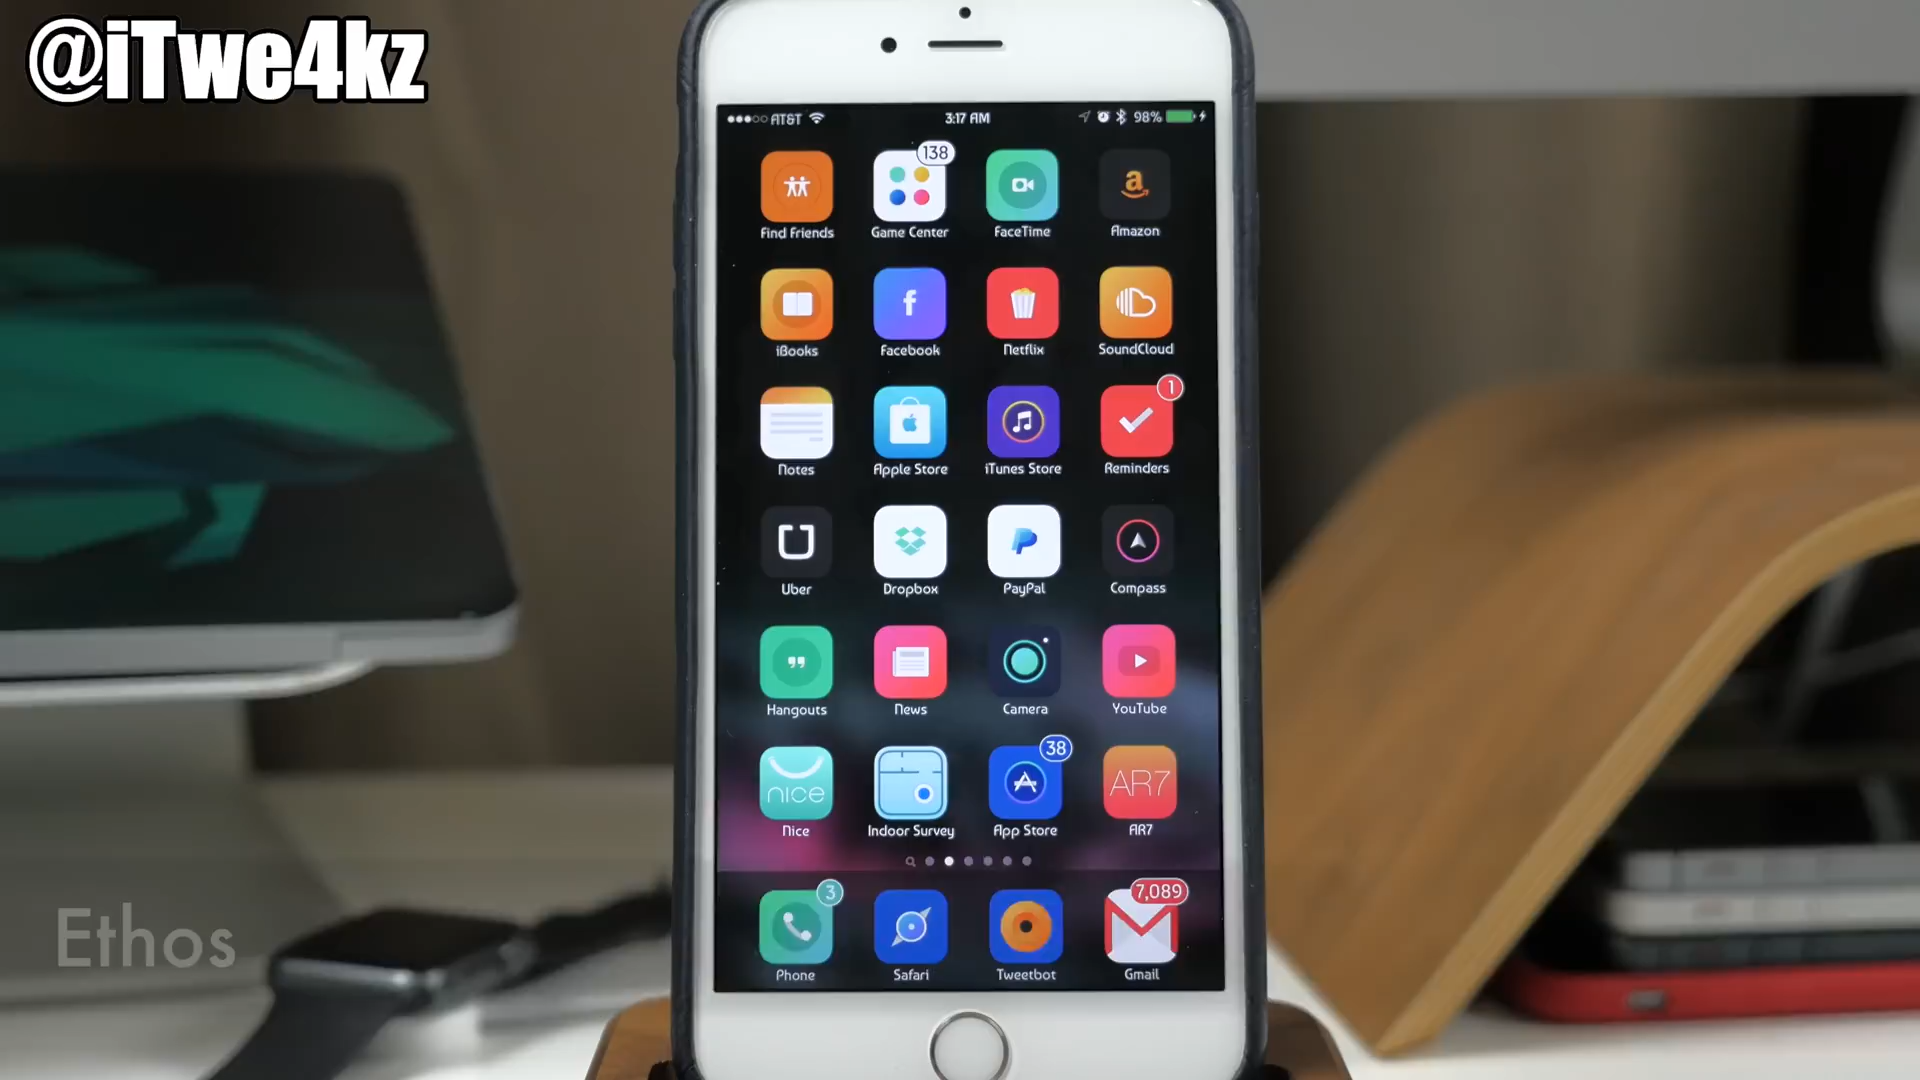 @iTwe4kz
AT&T 3:17 AM 98%
138
Find Friends Game Center FaceTime Amazon
iBooks Facebook Netflix SoundCloud
1
Notes Apple Store iTunes Store Reminders
Uber Dropbox PayPal Compass
Hangouts News Camera YouTube
38
nice AR7
Nice Indoor Survey App Store AR7
3 7,089
Phone Safari Tweetbot Gmail
Ethos